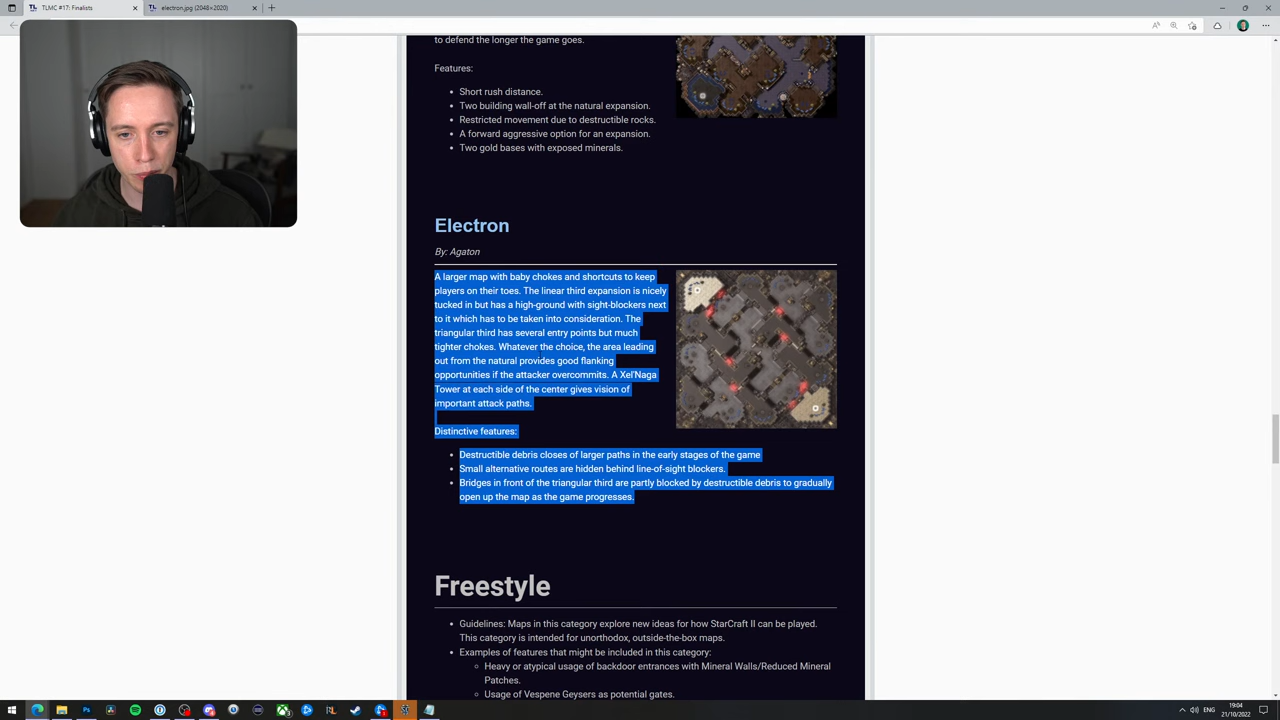 TLMC #17: Finalists
electron.jpg (2048×2020)
to defend the longer the game goes.
Features:
Short rush distance.
Two building wall-off at the natural expansion.
Restricted movement due to destructible rocks.
A forward aggressive option for an expansion.
Two gold bases with exposed minerals.
Electron
By: Agaton
A larger map with baby chokes and shortcuts to keep
players on their toes. The linear third expansion is nicely
tucked in but has a high-ground with sight-blockers next
to it which has to be taken into consideration. The
triangular third has several entry points but much
tighter chokes. Whatever the choice, the area leading
out from the natural provides good flanking
opportunities if the attacker overcommits. A Xel'Naga
Tower at each side of the center gives vision of
important attack paths.
Distinctive features:
Destructible debris closes of larger paths in the early stages of the game
Small alternative routes are hidden behind line-of-sight blockers.
Bridges in front of the triangular third are partly blocked by destructible debris to gradually
open up the map as the game progresses.
Freestyle
Guidelines: Maps in this category explore new ideas for how StarCraft II can be played.
This category is intended for unorthodox, outside-the-box maps.
Examples of features that might be included in this category:
Heavy or atypical usage of backdoor entrances with Mineral Walls/Reduced Mineral
Patches.
Usage of Vespene Geysers as potential gates.
ENG
19:04
21/10/2022